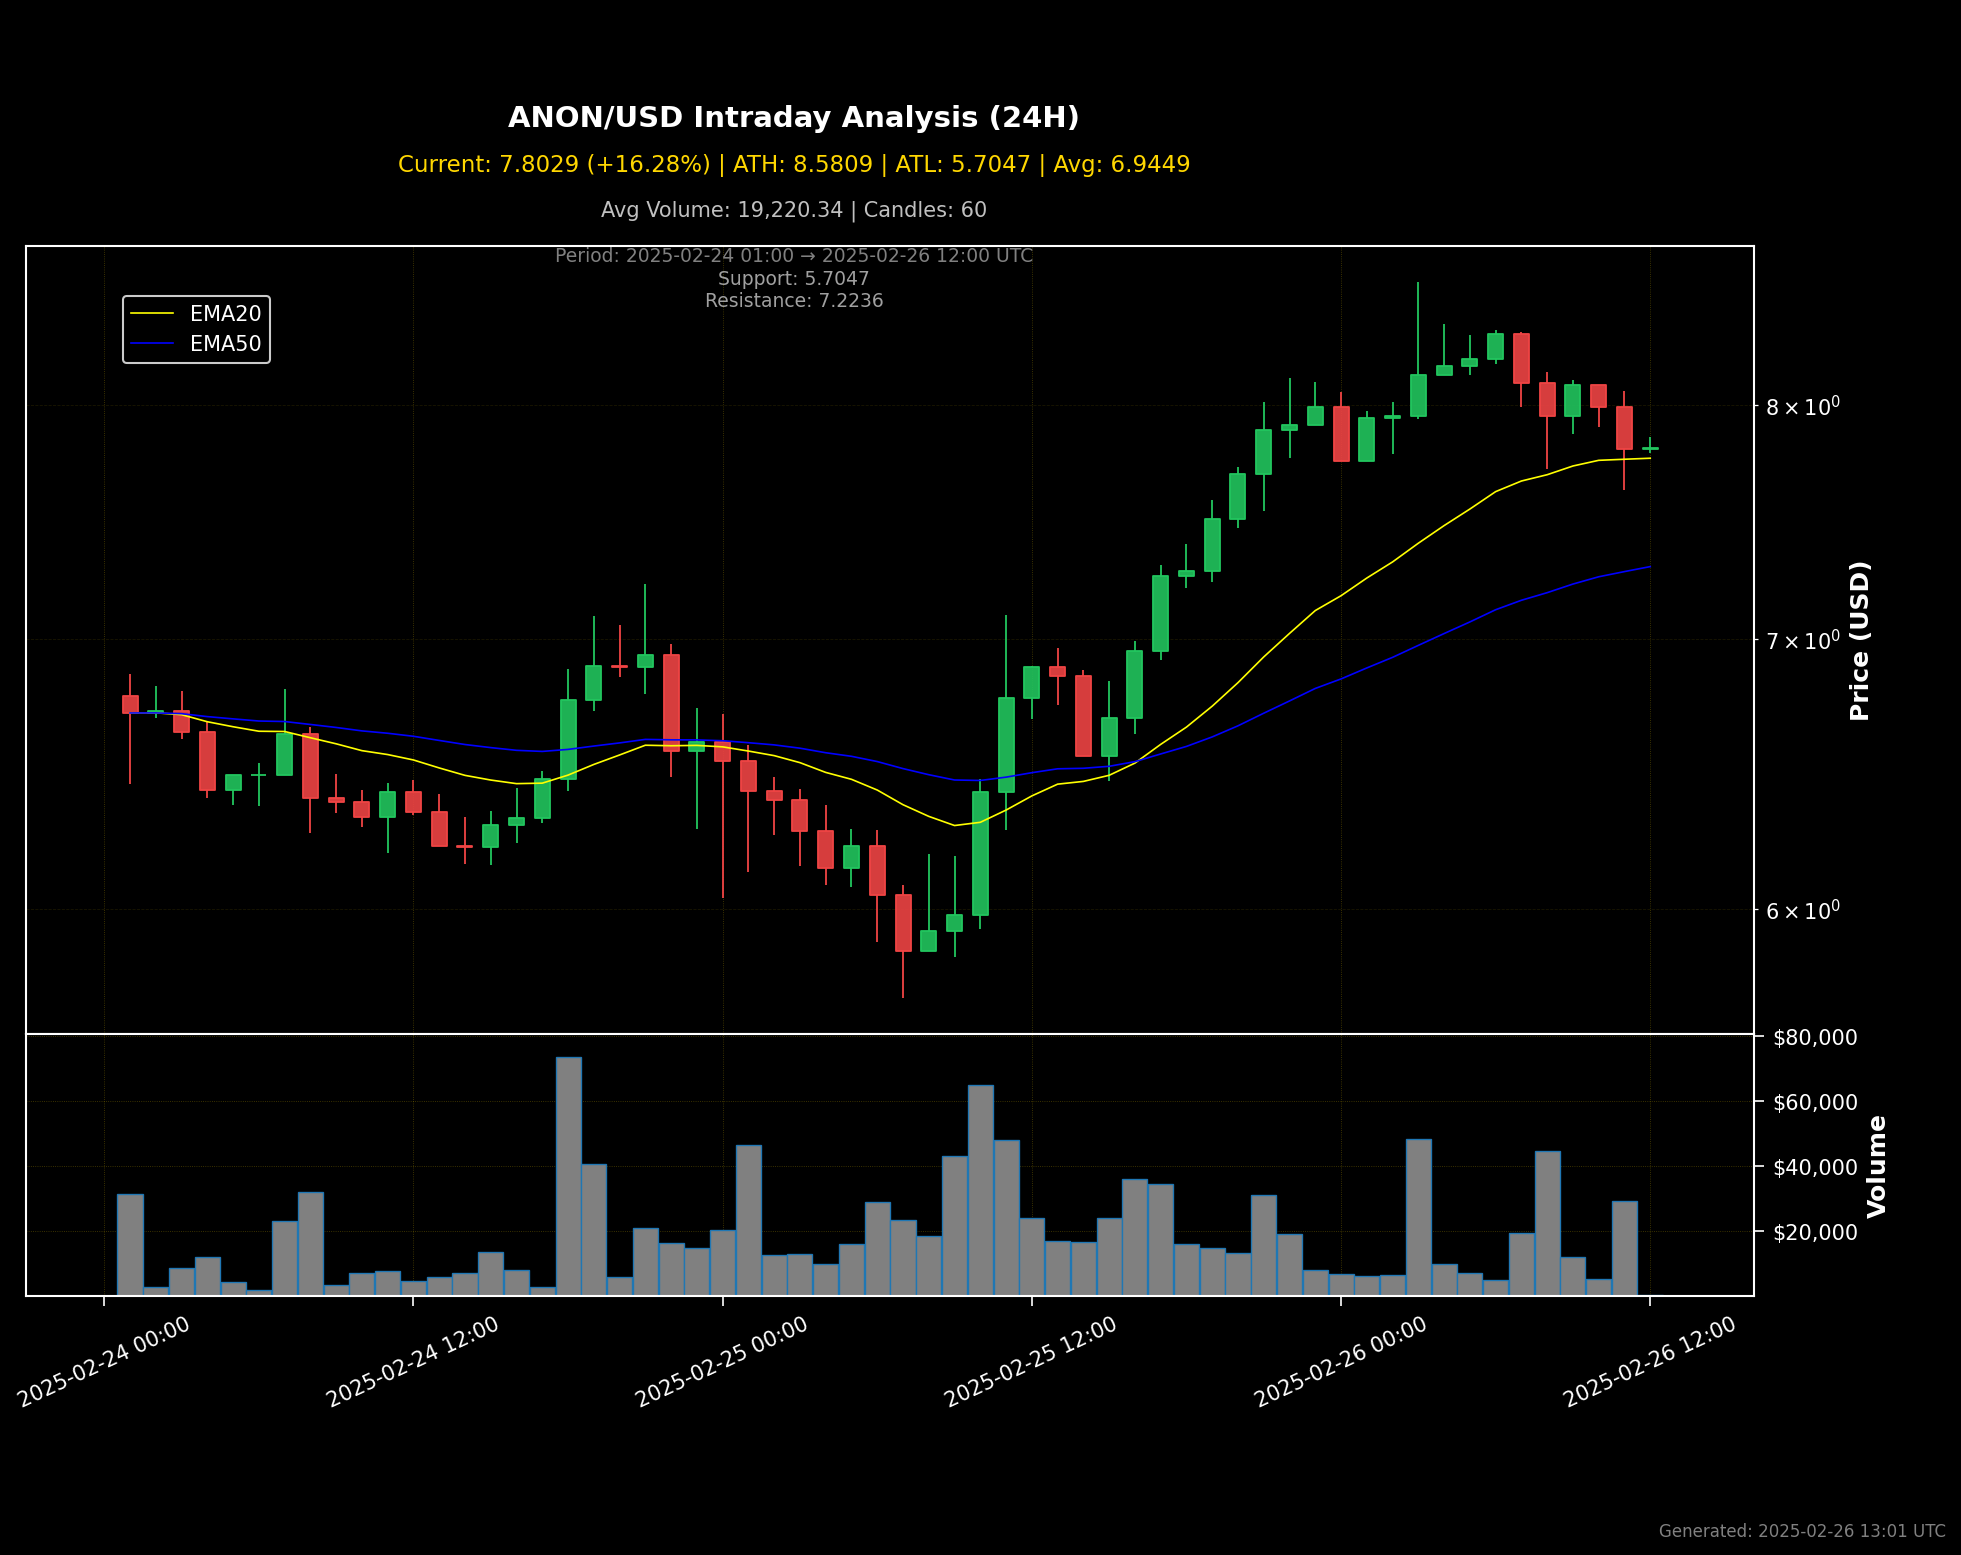 ANON/USD Intraday Analysis (24H)
Current: 7.8029 (+16.28%) | ATH: 8.5809 | ATL: 5.7047 | Avg: 6.9449
Avg Volume: 19,220.34 | Candles: 60
Period: 2025-02-24 01:00 → 2025-02-26 12:00 UTC
Support: 5.7047
Resistance: 7.2236
EMA20
EMA50
8 × 10⁰
7 × 10⁰
6 × 10⁰
Price (USD)
$80,000
$60,000
$40,000
$20,000
Volume
2025-02-24 00:00
2025-02-24 12:00
2025-02-25 00:00
2025-02-25 12:00
2025-02-26 00:00
2025-02-26 12:00
Generated: 2025-02-26 13:01 UTC